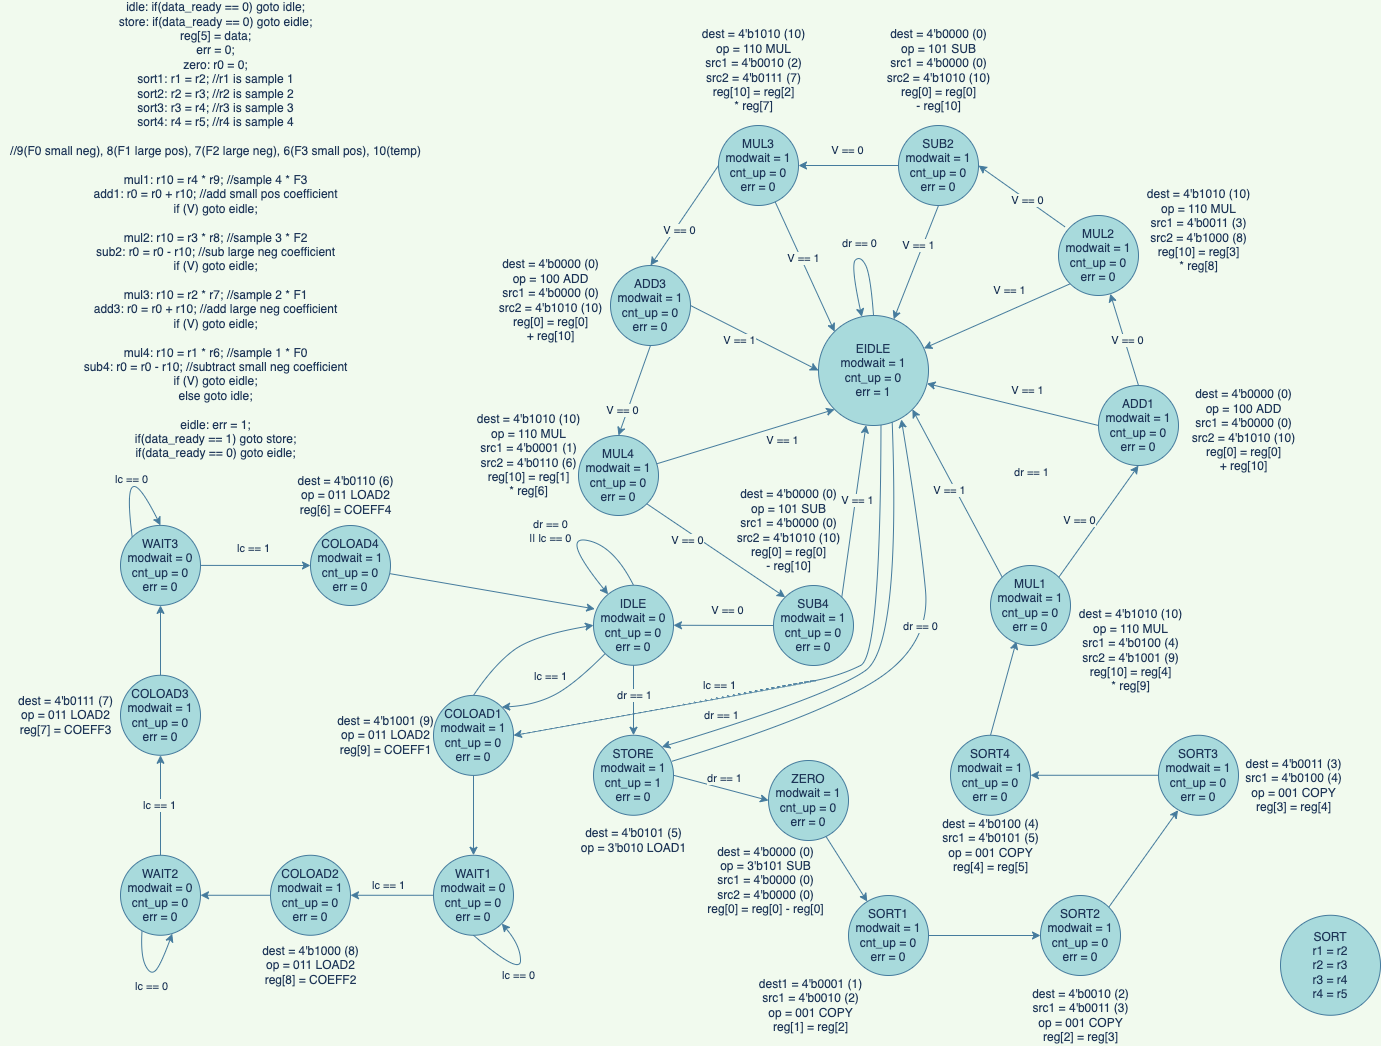 idle: if(data_ready == 0) goto idle;
store: if(data_ready == 0) goto eidle;
reg[5] = data;
err = 0;
zero: r0 = 0;
sort1: r1 = r2; //r1 is sample 1
sort2: r2 = r3; //r2 is sample 2
sort3: r3 = r4; //r3 is sample 3
sort4: r4 = r5; //r4 is sample 4
//9(F0 small neg), 8(F1 large pos), 7(F2 large neg), 6(F3 small pos), 10(temp)
mul1: r10 = r4 * r9; //sample 4 * F3
add1: r0 = r0 + r10; //add small pos coefficient
if (V) goto eidle;
mul2: r10 = r3 * r8; //sample 3 * F2
sub2: r0 = r0 - r10; //sub large neg coefficient
if (V) goto eidle;
mul3: r10 = r2 * r7; //sample 2 * F1
add3: r0 = r0 + r10; //add large neg coefficient
if (V) goto eidle;
mul4: r10 = r1 * r6; //sample 1 * F0
sub4: r0 = r0 - r10; //subtract small neg coefficient
if (V) goto eidle;
else goto idle;
eidle: err = 1;
if(data_ready == 1) goto store;
if(data_ready == 0) goto eidle;
dest = 4'b1010 (10)
op = 110 MUL
src1 = 4'b0010 (2)
src2 = 4'b0111 (7)
reg[10] = reg[2]
* reg[7]
dest = 4'b0000 (0)
op = 101 SUB
src1 = 4'b0000 (0)
src2 = 4'b1010 (10)
reg[0] = reg[0]
- reg[10]
MUL3
modwait = 1
cnt_up = 0
err = 0
V == 0
SUB2
modwait = 1
cnt_up = 0
err = 0
V == 0
MUL2
modwait = 1
cnt_up = 0
err = 0
dest = 4'b1010 (10)
op = 110 MUL
src1 = 4'b0011 (3)
src2 = 4'b1000 (8)
reg[10] = reg[3]
* reg[8]
V == 0
V == 1
dr == 0
V == 1
V == 1
dest = 4'b0000 (0)
op = 100 ADD
src1 = 4'b0000 (0)
src2 = 4'b1010 (10)
reg[0] = reg[0]
+ reg[10]
ADD3
modwait = 1
cnt_up = 0
err = 0
V == 1
EIDLE
modwait = 1
cnt_up = 0
err = 1
V == 0
V == 1
ADD1
modwait = 1
cnt_up = 0
err = 0
dest = 4'b0000 (0)
op = 100 ADD
src1 = 4'b0000 (0)
src2 = 4'b1010 (10)
reg[0] = reg[0]
+ reg[10]
V == 0
dest = 4'b1010 (10)
op = 110 MUL
src1 = 4'b0001 (1)
src2 = 4'b0110 (6)
reg[10] = reg[1]
* reg[6]
MUL4
modwait = 1
cnt_up = 0
err = 0
V == 1
dr == 1
V == 1
V == 0
dest = 4'b0000 (0)
op = 101 SUB
src1 = 4'b0000 (0)
src2 = 4'b1010 (10)
reg[0] = reg[0]
- reg[10]
V == 1
V == 0
lc == 0
WAIT3
modwait = 0
cnt_up = 0
err = 0
lc == 1
dest = 4'b0110 (6)
op = 011 LOAD2
reg[6] = COEFF4
COLOAD4
modwait = 1
cnt_up = 0
err = 0
dr == 0
|| lc == 0
IDLE
modwait = 0
cnt_up = 0
err = 0
V == 0
SUB4
modwait = 1
cnt_up = 0
err = 0
dr == 0
MUL1
modwait = 1
cnt_up = 0
err = 0
dest = 4'b1010 (10)
op = 110 MUL
src1 = 4'b0100 (4)
src2 = 4'b1001 (9)
reg[10] = reg[4]
* reg[9]
lc == 1
dr == 1
lc == 1
dr == 1
dest = 4'b0111 (7)
op = 011 LOAD2
reg[7] = COEFF3
COLOAD3
modwait = 1
cnt_up = 0
err = 0
dest = 4'b1001 (9)
op = 011 LOAD2
reg[9] = COEFF1
COLOAD1
modwait = 1
cnt_up = 0
err = 0
STORE
modwait = 1
cnt_up = 1
err = 0
dr == 1
dest = 4'b0101 (5)
op = 3'b010 LOAD1
ZERO
modwait = 1
cnt_up = 0
err = 0
dest = 4'b0000 (0)
op = 3'b101 SUB
src1 = 4'b0000 (0)
src2 = 4'b0000 (0)
reg[0] = reg[0] - reg[0]
SORT4
modwait = 1
cnt_up = 0
err = 0
dest = 4'b0100 (4)
src1 = 4'b0101 (5)
op = 001 COPY
reg[4] = reg[5]
SORT3
modwait = 1
cnt_up = 0
err = 0
dest = 4'b0011 (3)
src1 = 4'b0100 (4)
op = 001 COPY
reg[3] = reg[4]
lc == 1
WAIT2
modwait = 0
cnt_up = 0
err = 0
lc == 0
COLOAD2
modwait = 1
cnt_up = 0
err = 0
dest = 4'b1000 (8)
op = 011 LOAD2
reg[8] = COEFF2
lc == 1
WAIT1
modwait = 0
cnt_up = 0
err = 0
lc == 0
SORT1
modwait = 1
cnt_up = 0
err = 0
dest1 = 4'b0001 (1)
src1 = 4'b0010 (2)
op = 001 COPY
reg[1] = reg[2]
SORT2
modwait = 1
cnt_up = 0
err = 0
dest = 4'b0010 (2)
src1 = 4'b0011 (3)
op = 001 COPY
reg[2] = reg[3]
SORT
r1 = r2
r2 = r3
r3 = r4
r4 = r5